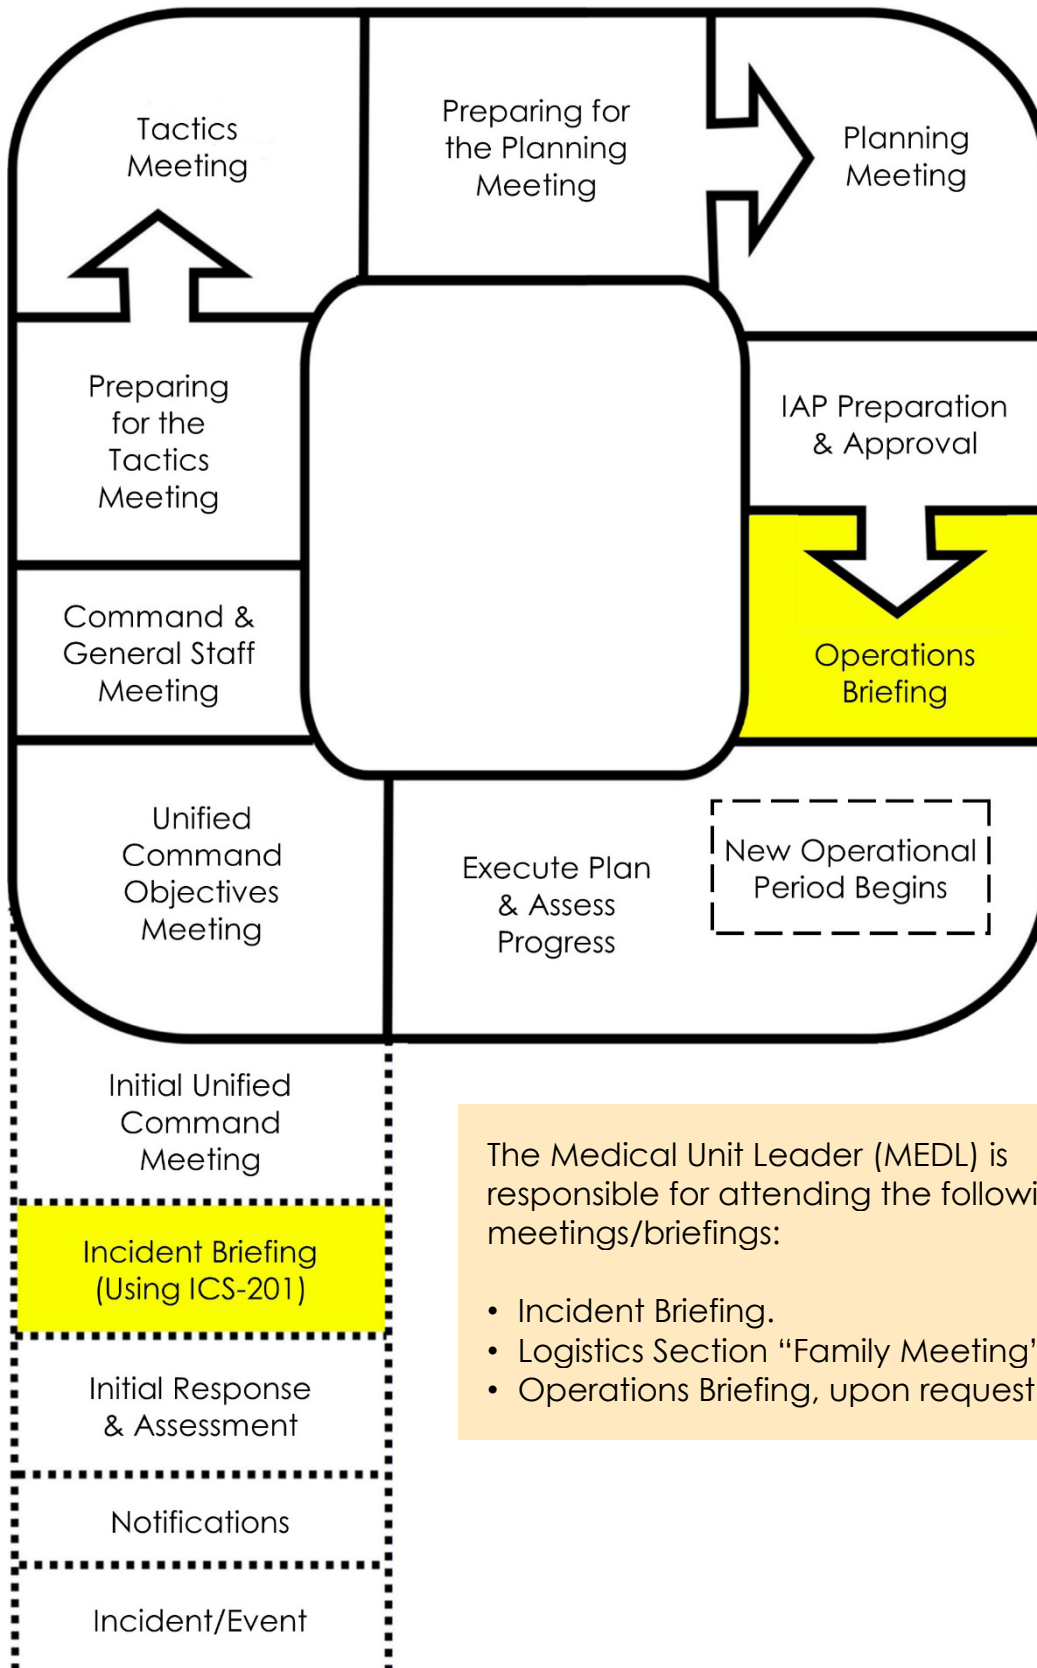 Tactics
Meeting
Preparing for
the Planning
Meeting
Planning
Meeting
Preparing
for the
Tactics
Meeting
IAP Preparation
& Approval
Command &
General Staff
Meeting
Operations
Briefing
Unified
Command
Objectives
Meeting
Execute Plan
& Assess
Progress
New Operational
Period Begins
Initial Unified
Command
Meeting
Incident Briefing
(Using ICS-201)
Initial Response
& Assessment
Notifications
Incident/Event
The Medical Unit Leader (MEDL) is
responsible for attending the followi
meetings/briefings:
• Incident Briefing.
• Logistics Section “Family Meeting”
• Operations Briefing, upon request